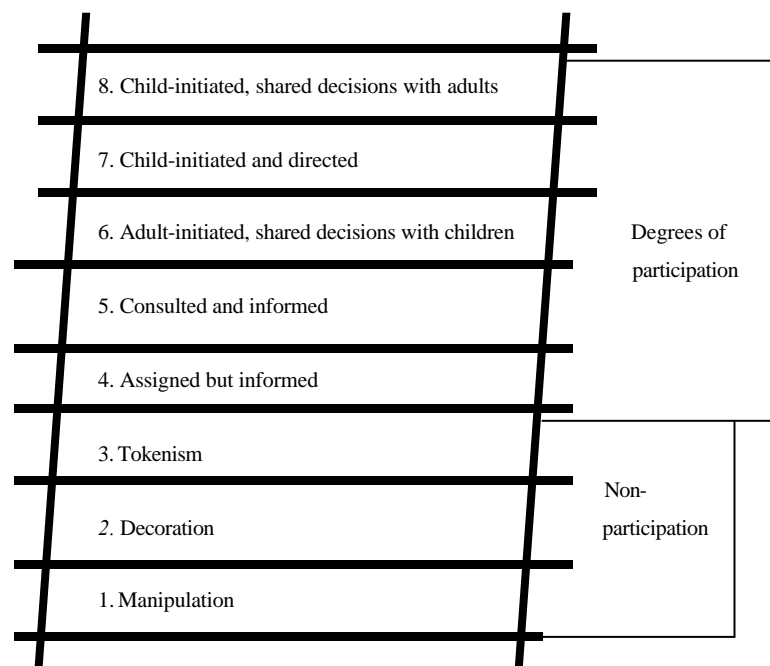 8. Child-initiated, shared decisions with adults
7. Child-initiated and directed
6. Adult-initiated, shared decisions with children
5. Consulted and informed
4. Assigned but informed
3. Tokenism
2. Decoration
1. Manipulation
Degrees of
participation
Non-
participation